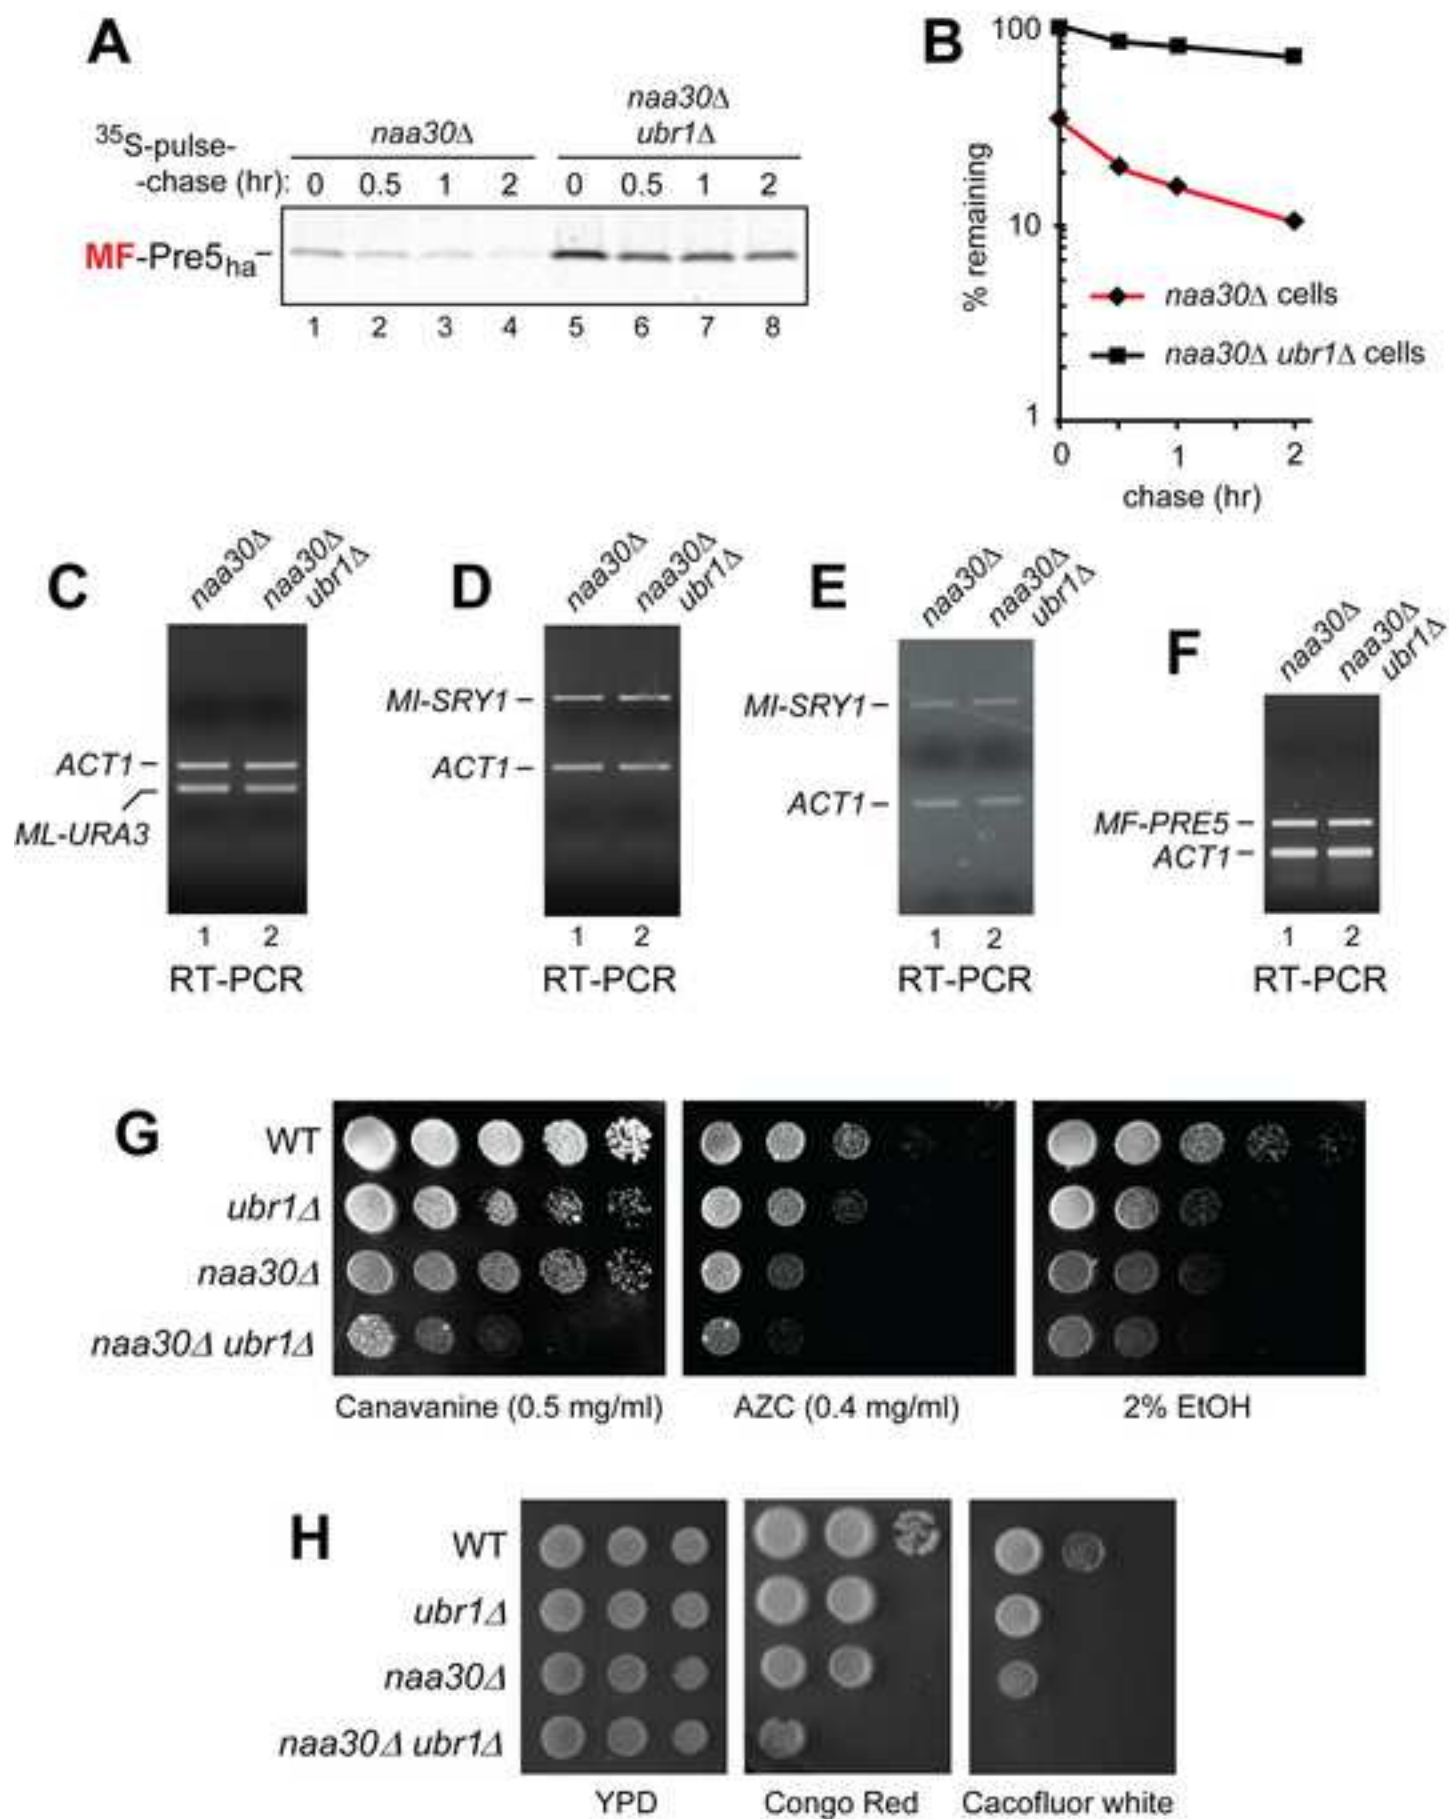 A
B
naa30Δ
naa30Δ
ubr1Δ
³⁵S-pulse-
-chase (hr): 0 0.5 1 2 0 0.5 1 2
MF-Pre5ha–
1 2 3 4 5 6 7 8
100
10
1
% remaining
naa30Δ cells
naa30Δ ubr1Δ cells
0 1 2
chase (hr)
C
naa30Δ
naa30Δ
ubr1Δ
ACT1
ML-URA3
1 2
RT-PCR
D
naa30Δ
naa30Δ
ubr1Δ
MI-SRY1
ACT1
1 2
RT-PCR
E
naa30Δ
naa30Δ
ubr1Δ
MI-SRY1
ACT1
1 2
RT-PCR
F
naa30Δ
naa30Δ
ubr1Δ
MF-PRE5
ACT1
1 2
RT-PCR
G
WT
ubr1Δ
naa30Δ
naa30Δ ubr1Δ
Canavanine (0.5 mg/ml) AZC (0.4 mg/ml) 2% EtOH
H
WT
ubr1Δ
naa30Δ
naa30Δ ubr1Δ
YPD Congo Red Cacofluor white